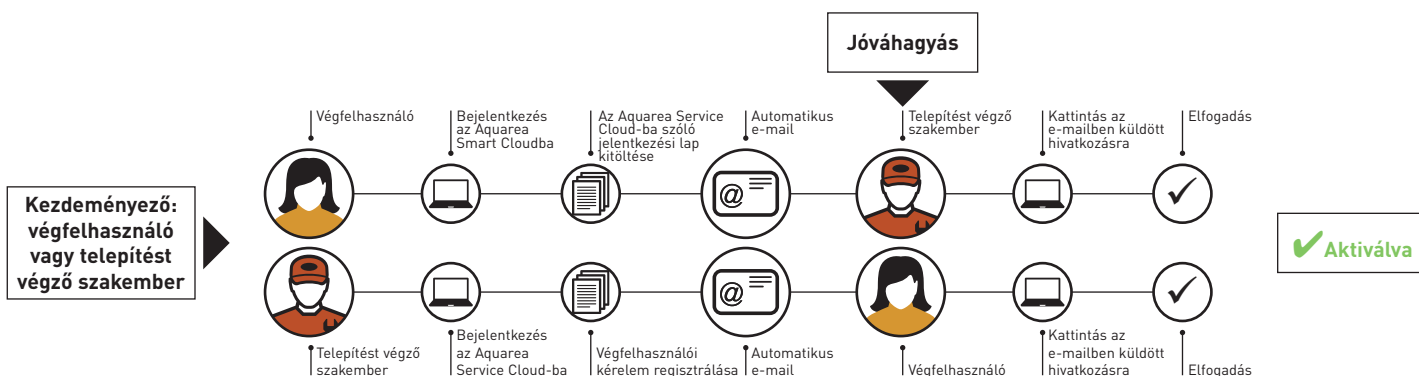 Jóváhagyás
Végfelhasználó
Bejelentkezés
az Aquarea
Smart Cloudba
Az Aquarea Service
Cloud-ba szóló
jelentkezési lap
kitöltése
Automatikus
e-mail
Telepítést végző
szakember
Kattintás az
e-mailben küldött
hivatkozásra
Elfogadás
Kezdeményező:
végfelhasználó
vagy telepítést
végző szakember
@
@
Aktiválva
Telepítést végző
szakember
Bejelentkezés
az Aquarea
Service Cloud-ba
Végfelhasználói
kérelem regisztrálása
Automatikus
e-mail
Végfelhasználó
Kattintás az
e-mailben küldött
hivatkozásra
Elfogadás